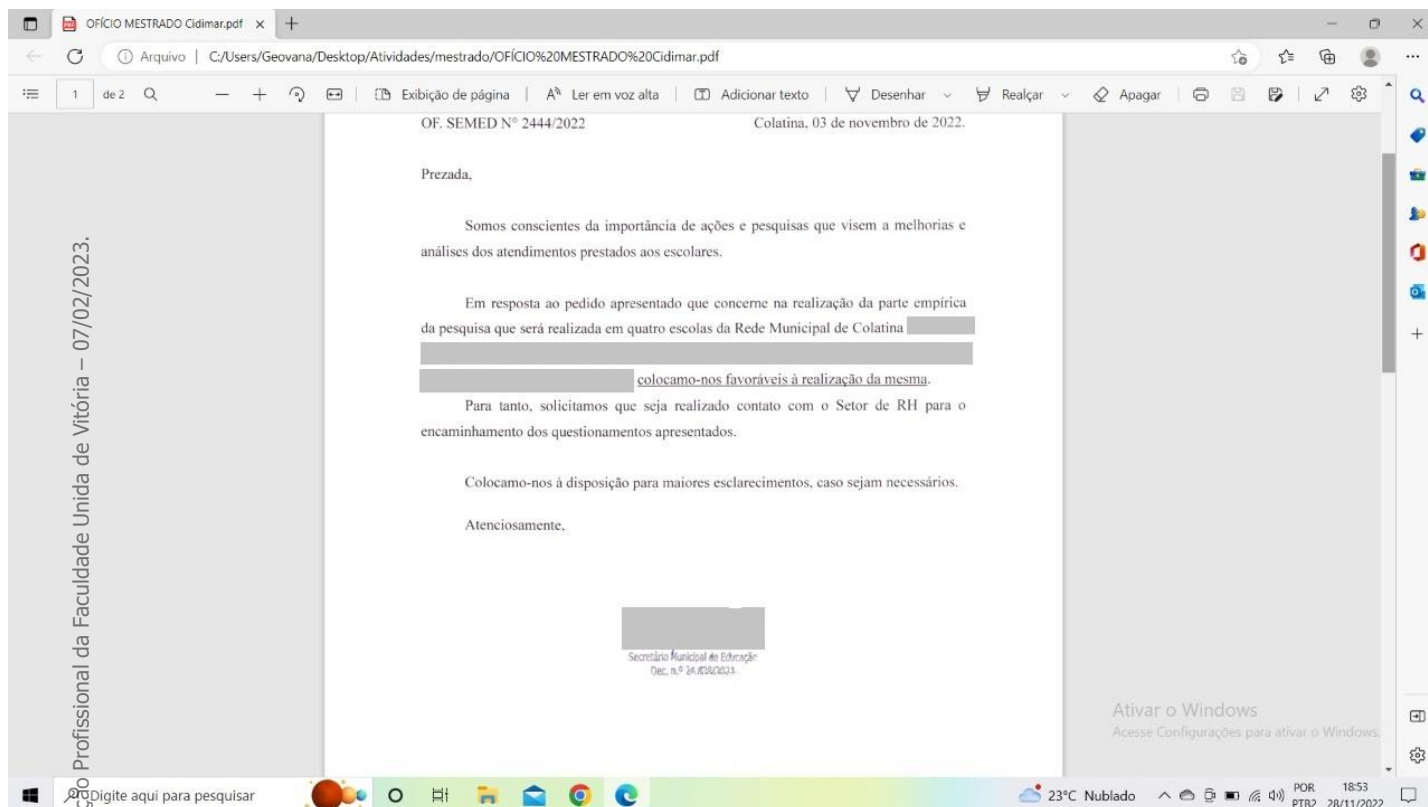 OFÍCIO MESTRADO Cidimar.pdf
Arquivo | C:/Users/Geovana/Desktop/Atividades/mestrado/OFÍCIO%20MESTRADO%20Cidimar.pdf
1 de 2 Exibição de página Ler em voz alta Adicionar texto Desenhar Realçar Apagar
OF. SEMED N° 2444/2022 Colatina, 03 de novembro de 2022.
Prezada,
Somos conscientes da importância de ações e pesquisas que visem a melhorias e
análises dos atendimentos prestados aos escolares.
Em resposta ao pedido apresentado que concerne na realização da parte empírica
da pesquisa que será realizada em quatro escolas da Rede Municipal de Colatina
colocamo-nos favoráveis à realização da mesma.
Para tanto, solicitamos que seja realizado contato com o Setor de RH para o
encaminhamento dos questionamentos apresentados.
Colocamo-nos à disposição para maiores esclarecimentos, caso sejam necessários.
Atenciosamente,
Secretário Municipal de Educação
Dec. n.º
ção Profissional da Faculdade Unida de Vitória – 07/02/2023.
Ativar o Windows
Acesse Configurações para ativar o Windows.
Digite aqui para pesquisar
23°C Nublado
POR
PTB2
18:53
28/11/2022